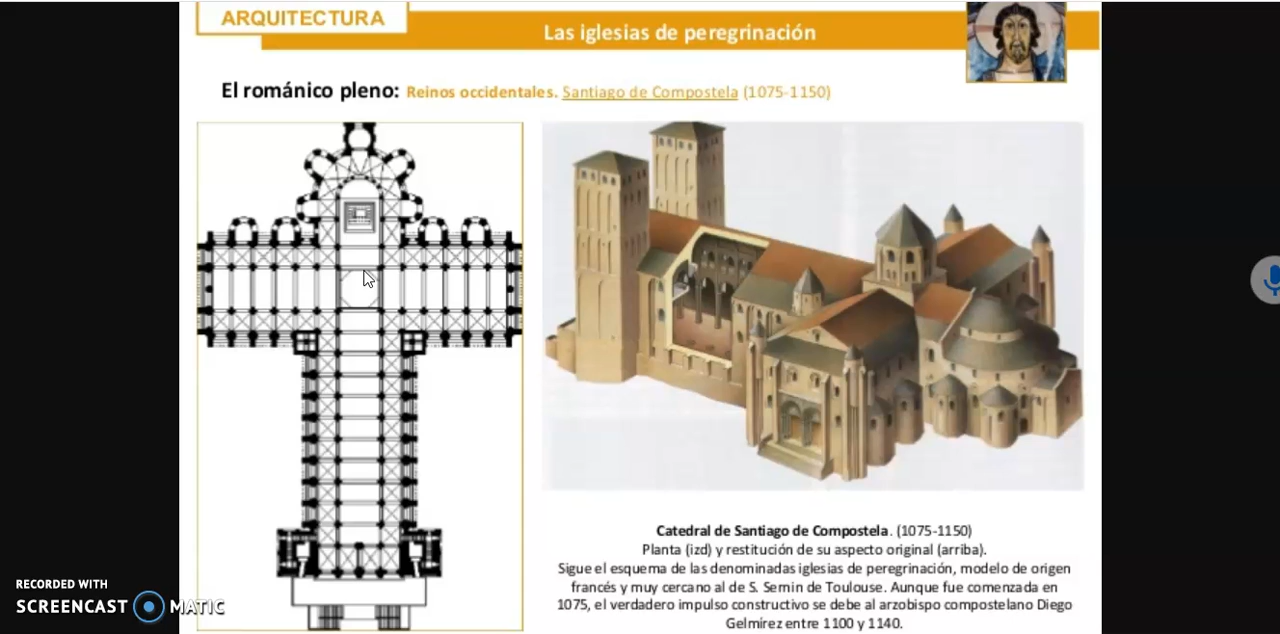 ARQUITECTURA
Las iglesias de peregrinación
El románico pleno: Reinos occidentales. Santiago de Compostela (1075-1150)
Catedral de Santiago de Compostela. (1075-1150)
Planta (izd) y restitución de su aspecto original (arriba).
Sigue el esquema de las denominadas iglesias de peregrinación, modelo de origen
francés y muy cercano al de S. Sernin de Toulouse. Aunque fue comenzada en
1075, el verdadero impulso constructivo se debe al arzobispo compostelano Diego
Gelmírez entre 1100 y 1140.
RECORDED WITH
SCREENCAST MATIC